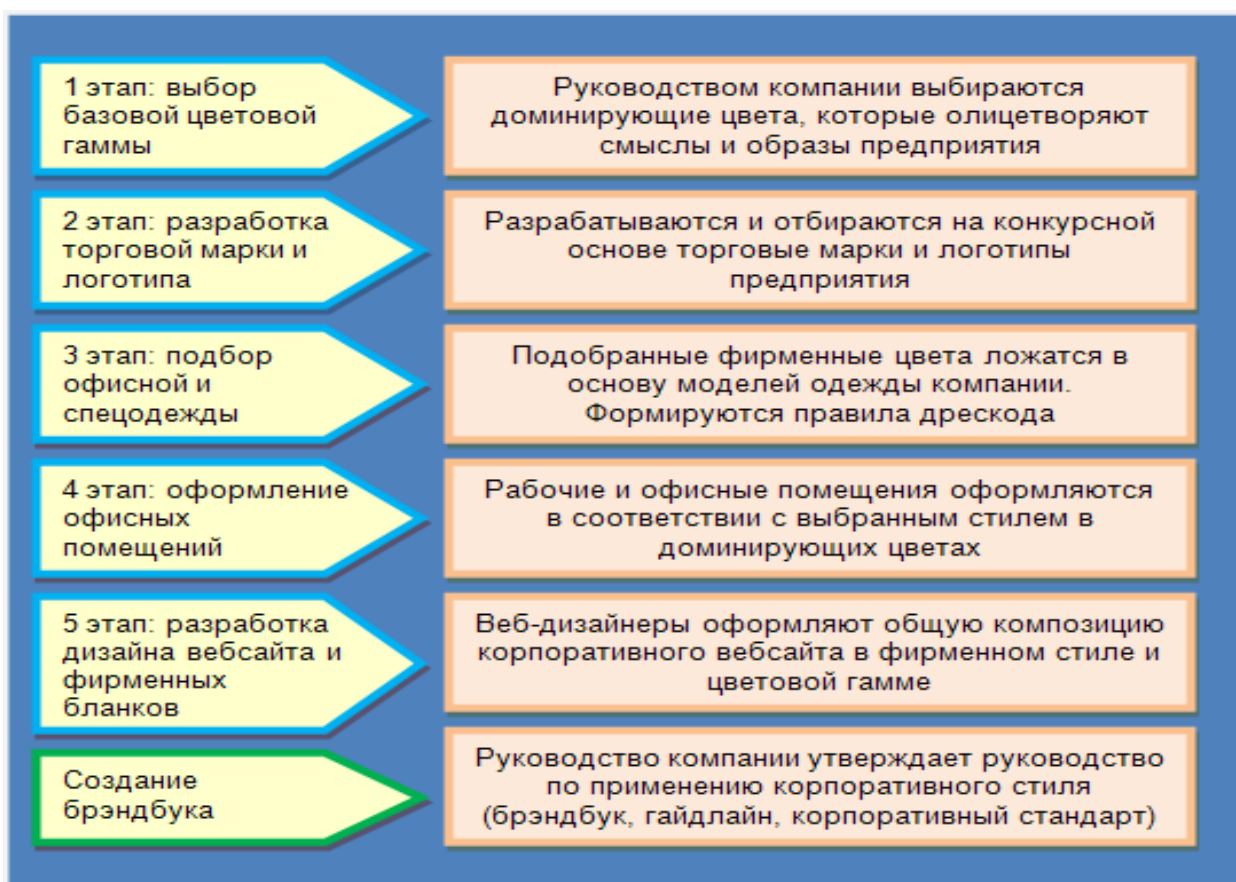 1 этап: выбор
базовой цветовой
гаммы
Руководством компании выбираются
доминирующие цвета, которые олицетворяют
смыслы и образы предприятия
2 этап: разработка
торговой марки и
логотипа
Разрабатываются и отбираются на конкурсной
основе торговые марки и логотипы
предприятия
3 этап: подбор
офисной и
спецодежды
Подобранные фирменные цвета ложатся в
основу моделей одежды компании.
Формируются правила дрескода
4 этап: оформление
офисных
помещений
Рабочие и офисные помещения оформляются
в соответствии с выбранным стилем в
доминирующих цветах
5 этап: разработка
дизайна вебсайта и
фирменных
бланков
Веб-дизайнеры оформляют общую композицию
корпоративного вебсайта в фирменном стиле и
цветовой гамме
Создание
брэндбука
Руководство компании утверждает руководство
по применению корпоративного стиля
(брэндбук, гайдлайн, корпоративный стандарт)